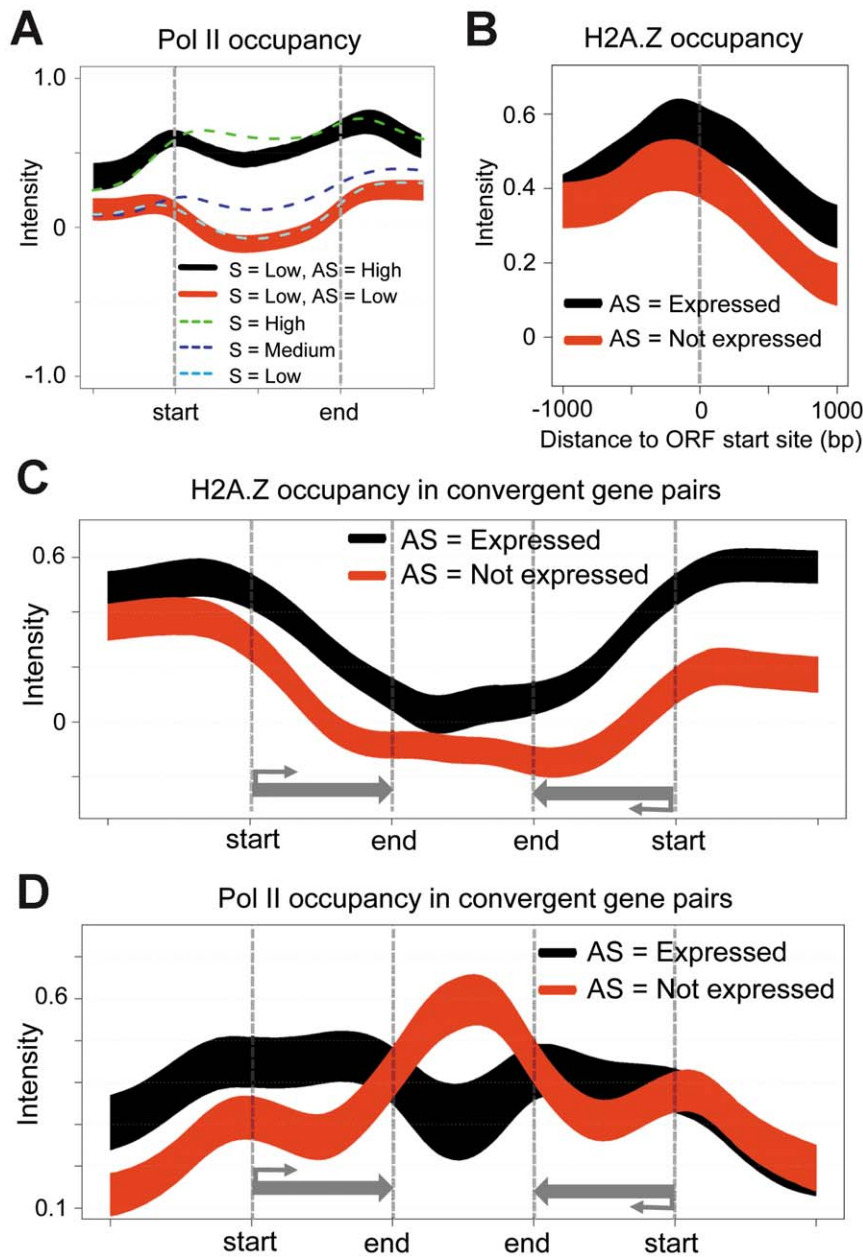 A
Pol II occupancy
1.0
0
-1.0
Intensity
S = Low, AS = High
S = Low, AS = Low
S = High
S = Medium
S = Low
start
end
B
H2A.Z occupancy
0.6
0.4
0.2
0
Intensity
AS = Expressed
AS = Not expressed
-1000
0
1000
Distance to ORF start site (bp)
C
H2A.Z occupancy in convergent gene pairs
0.6
0
Intensity
AS = Expressed
AS = Not expressed
start
end
end
start
D
Pol II occupancy in convergent gene pairs
0.6
0.1
Intensity
AS = Expressed
AS = Not expressed
start
end
end
start